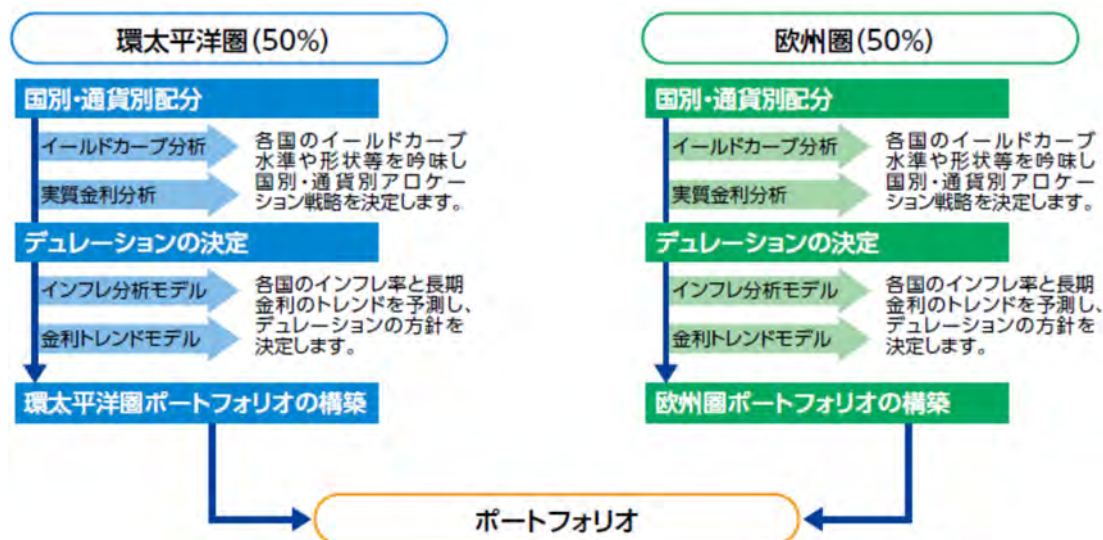 環太平洋圏(50%)
国別・通貨別配分
イールドカーブ分析
実質金利分析
各国のイールドカーブ
水準や形状等を吟味し
国別・通貨別アロケー
ション戦略を決定します。
デュレーションの決定
インフレ分析モデル
金利トレンドモデル
各国のインフレ率と長期
金利のトレンドを予測し、
デュレーションの方針を
決定します。
環太平洋圏ポートフォリオの構築
欧州圏(50%)
国別・通貨別配分
イールドカーブ分析
実質金利分析
各国のイールドカーブ
水準や形状等を吟味し
国別・通貨別アロケー
ション戦略を決定します。
デュレーションの決定
インフレ分析モデル
金利トレンドモデル
各国のインフレ率と長期
金利のトレンドを予測し、
デュレーションの方針を
決定します。
欧州圏ポートフォリオの構築
ポートフォリオ